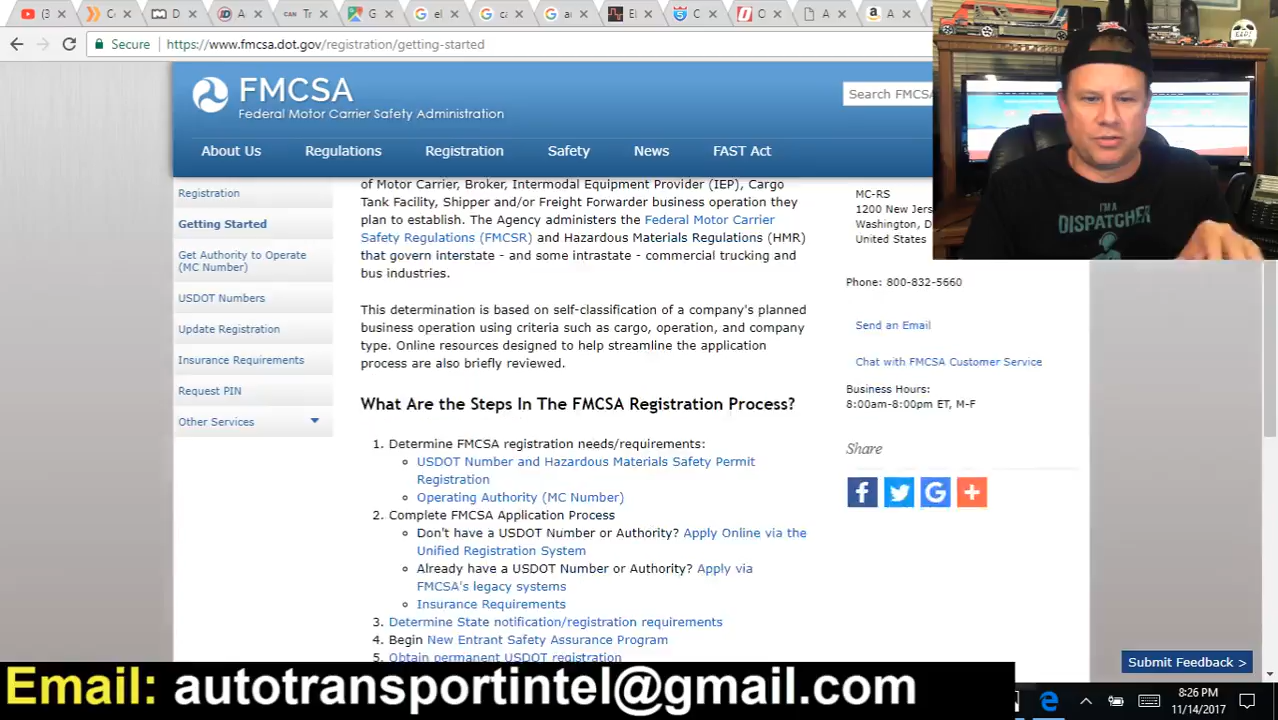 Secure
https://www.fmcsa.dot.gov/registration/getting-started
FMCSA
Federal Motor Carrier Safety Administration
Search FMCSA
About Us
Regulations
Registration
Safety
News
FAST Act
Registration
Getting Started
Get Authority to Operate
(MC Number)
USDOT Numbers
Update Registration
Insurance Requirements
Request PIN
Other Services
of Motor Carrier, Broker, Intermodal Equipment Provider (IEP), Cargo
Tank Facility, Shipper and/or Freight Forwarder business operation they
plan to establish. The Agency administers the Federal Motor Carrier
Safety Regulations (FMCSR) and Hazardous Materials Regulations (HMR)
that govern interstate - and some intrastate - commercial trucking and
bus industries.
This determination is based on self-classification of a company's planned
business operation using criteria such as cargo, operation, and company
type. Online resources designed to help streamline the application
process are also briefly reviewed.
What Are the Steps In The FMCSA Registration Process?
1. Determine FMCSA registration needs/requirements:
USDOT Number and Hazardous Materials Safety Permit
Registration
Operating Authority (MC Number)
2. Complete FMCSA Application Process
Don't have a USDOT Number or Authority? Apply Online via the
Unified Registration System
Already have a USDOT Number or Authority? Apply via
FMCSA's legacy systems
Insurance Requirements
3. Determine State notification/registration requirements
4. Begin New Entrant Safety Assurance Program
5. Obtain permanent USDOT registration
MC-RS
1200 New Jers
Washington, D
United States
Phone: 800-832-5660
Send an Email
Chat with FMCSA Customer Service
Business Hours:
8:00am-8:00pm ET, M-F
Share
I'M A
DISPATCHER
Submit Feedback >
Email: autotransportintel@gmail.com
8:26 PM
11/14/2017